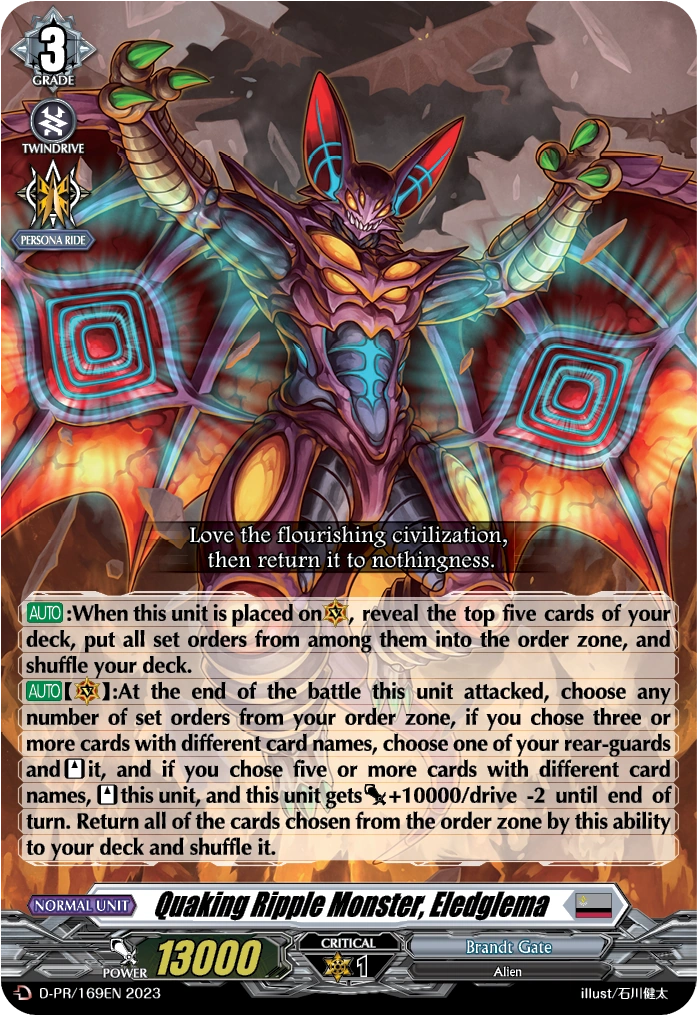 3
GRADE
TWINDRIVE
PERSONA RIDE
Love the flourishing civilization,
then return it to nothingness.
AUTO:When this unit is placed on V, reveal the top five cards of your
deck, put all set orders from among them into the order zone, and
shuffle your deck.
AUTO【V】:At the end of the battle this unit attacked, choose any
number of set orders from your order zone, if you chose three or
more cards with different card names, choose one of your rear-guards
and it, and if you chose five or more cards with different card
names, this unit, and this unit gets +10000/drive -2 until end of
turn. Return all of the cards chosen from the order zone by this ability
to your deck and shuffle it.
NORMAL UNIT
Quaking Ripple Monster, Eledglema
POWER 13000
CRITICAL
1
Brandt Gate
Alien
D D-PR/169EN 2023
illust/石川健太